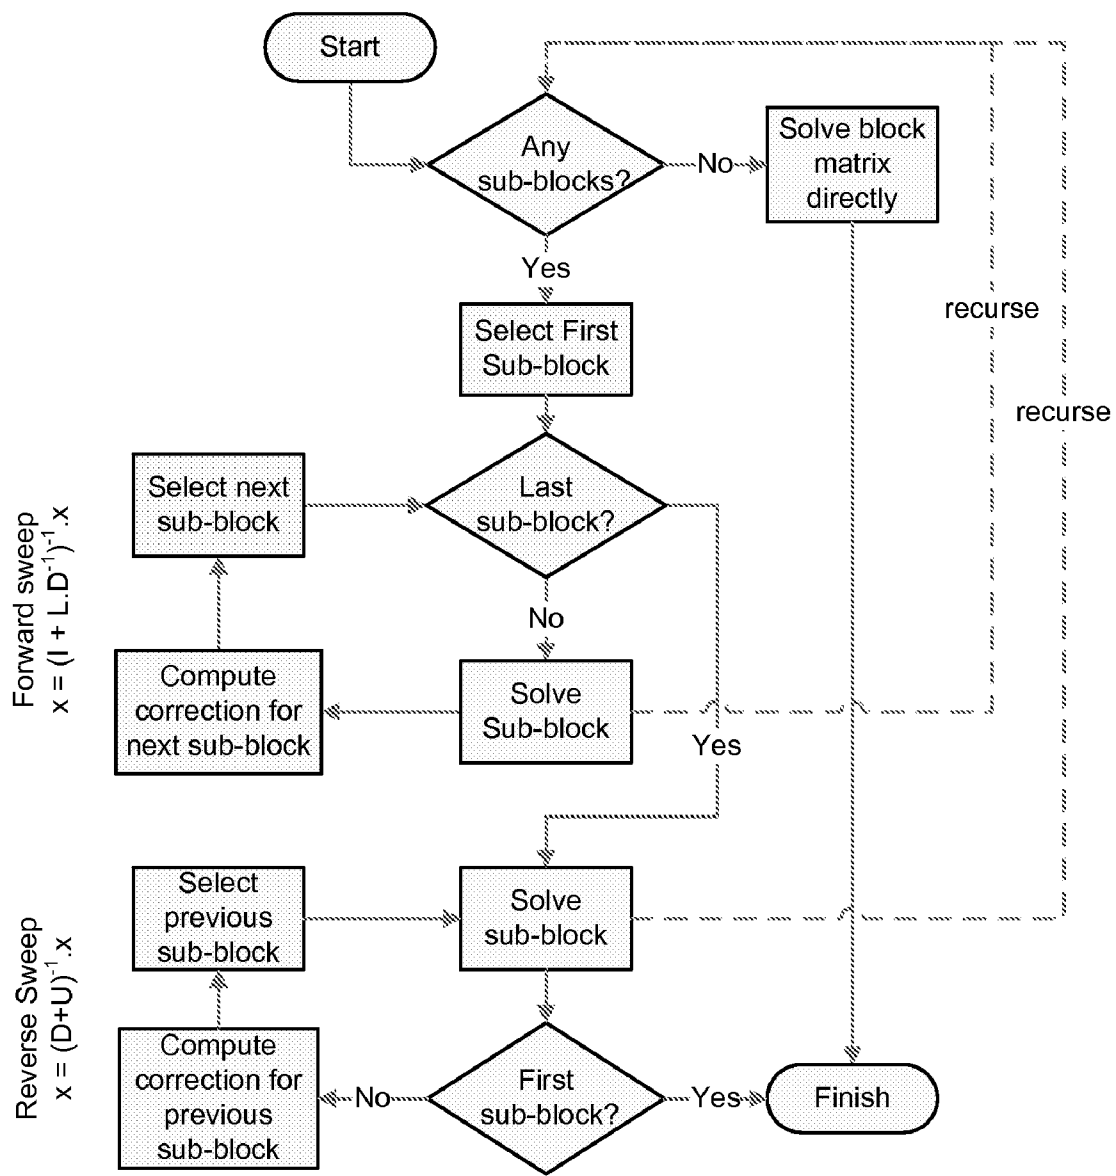 Start
Any
sub-blocks?
No
Solve block
matrix
directly
Yes
recurse
Select First
Sub-block
recurse
Select next
sub-block
Last
sub-block?
Forward sweep
x = (I + L.D⁻¹)⁻¹.x
No
Compute
correction for
next sub-block
Solve
Sub-block
Yes
Select
previous
sub-block
Solve
sub-block
Reverse Sweep
x = (D+U)⁻¹.x
Compute
correction for
previous
sub-block
No
First
sub-block?
Yes
Finish